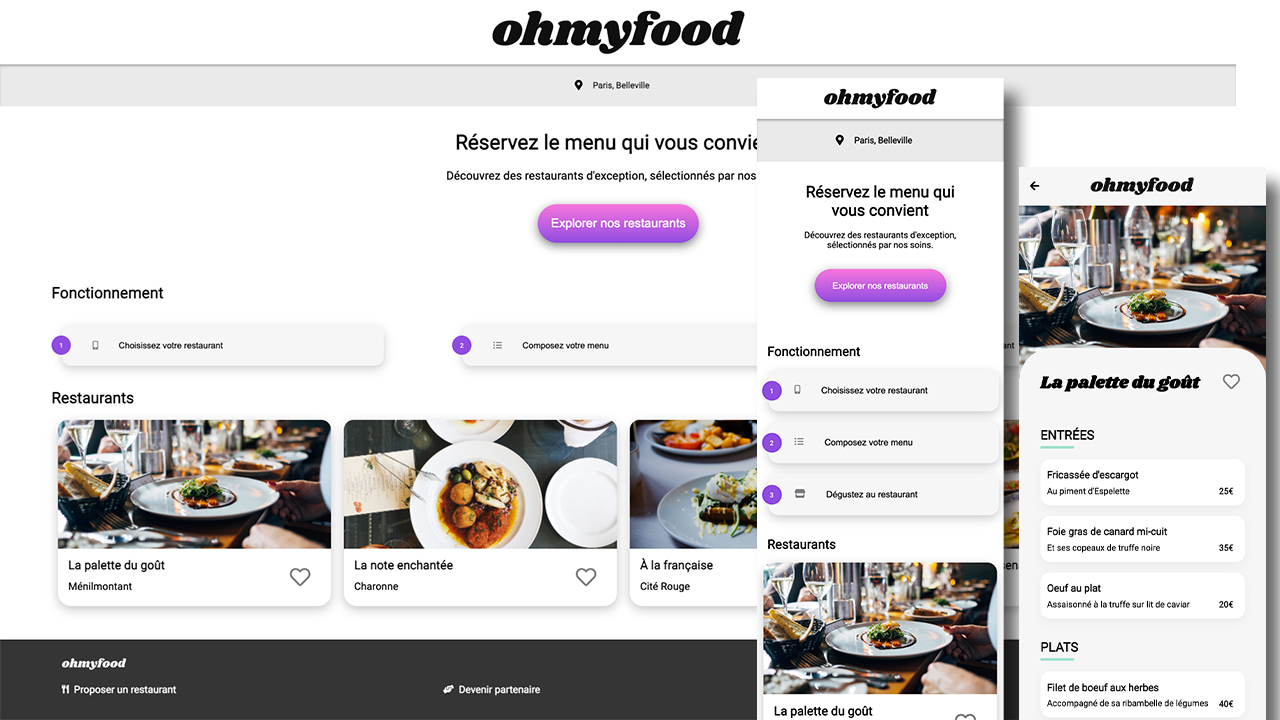 ohmyfood
Paris, Belleville
Réservez le menu qui vous convie
Découvrez des restaurants d'exception, sélectionnés par nos
Explorer nos restaurants
Fonctionnement
1 Choisissez votre restaurant
2 Composez votre menu
Restaurants
La palette du goût
Ménilmontant
La note enchantée
Charonne
À la française
Cité Rouge
ohmyfood
Proposer un restaurant
Devenir partenaire
ohmyfood
Paris, Belleville
Réservez le menu qui
vous convient
Découvrez des restaurants d'exception,
sélectionnés par nos soins.
Explorer nos restaurants
Fonctionnement
1 Choisissez votre restaurant
2 Composez votre menu
3 Dégustez au restaurant
Restaurants
La palette du goût
ohmyfood
La palette du goût
ENTRÉES
Fricassée d'escargot
Au piment d'Espelette 25€
Foie gras de canard mi-cuit
Et ses copeaux de truffe noire 35€
Oeuf au plat
Assaisonné à la truffe sur lit de caviar 20€
PLATS
Filet de boeuf aux herbes
Accompagné de sa ribambelle de légumes 40€